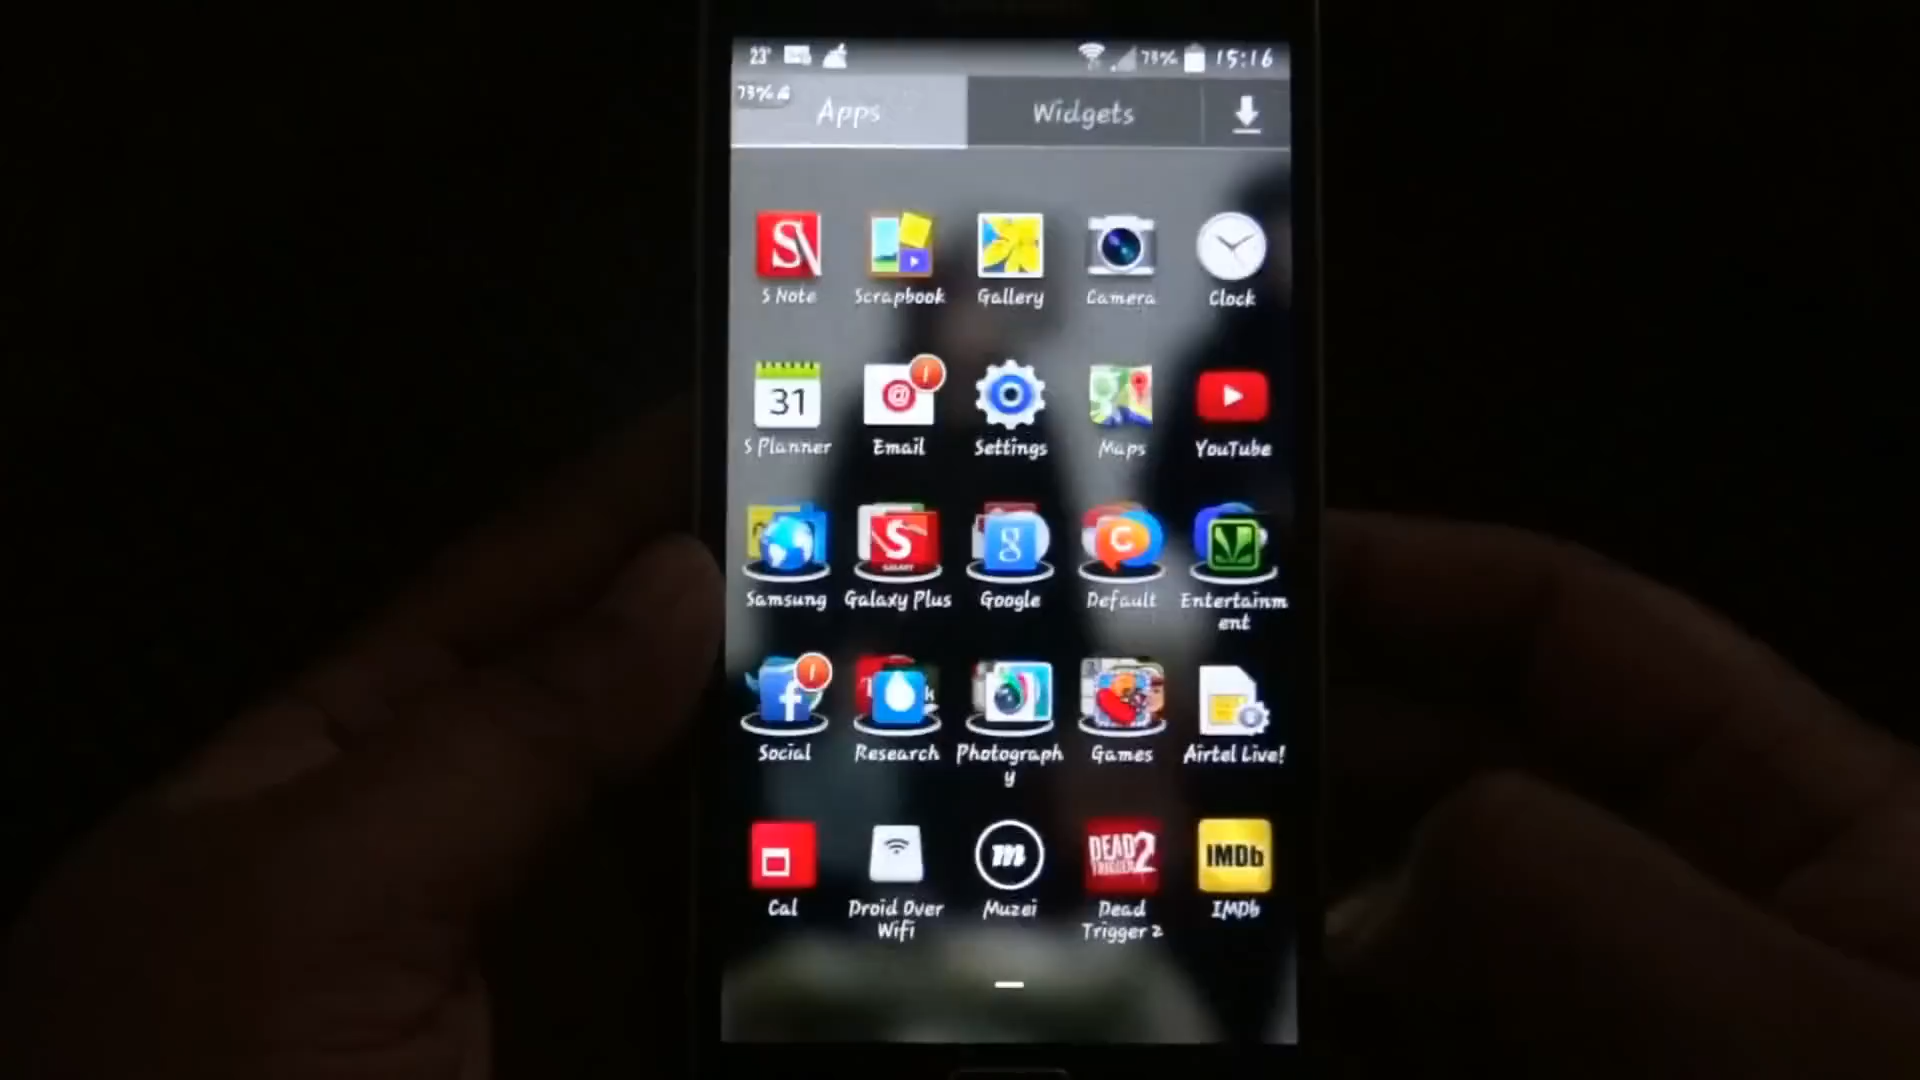 23° 73% 15:16
73%
Apps Widgets
S Note Scrapbook Gallery Camera Clock
31
S Planner Email Settings Maps YouTube
Samsung Galaxy Plus Google Default Entertainm
ent
Social Research Photograph Games Airtel Live!
y
DEAD TRIGGER 2 IMDb
Cal Droid Over Muzei Dead IMDb
Wifi Trigger 2